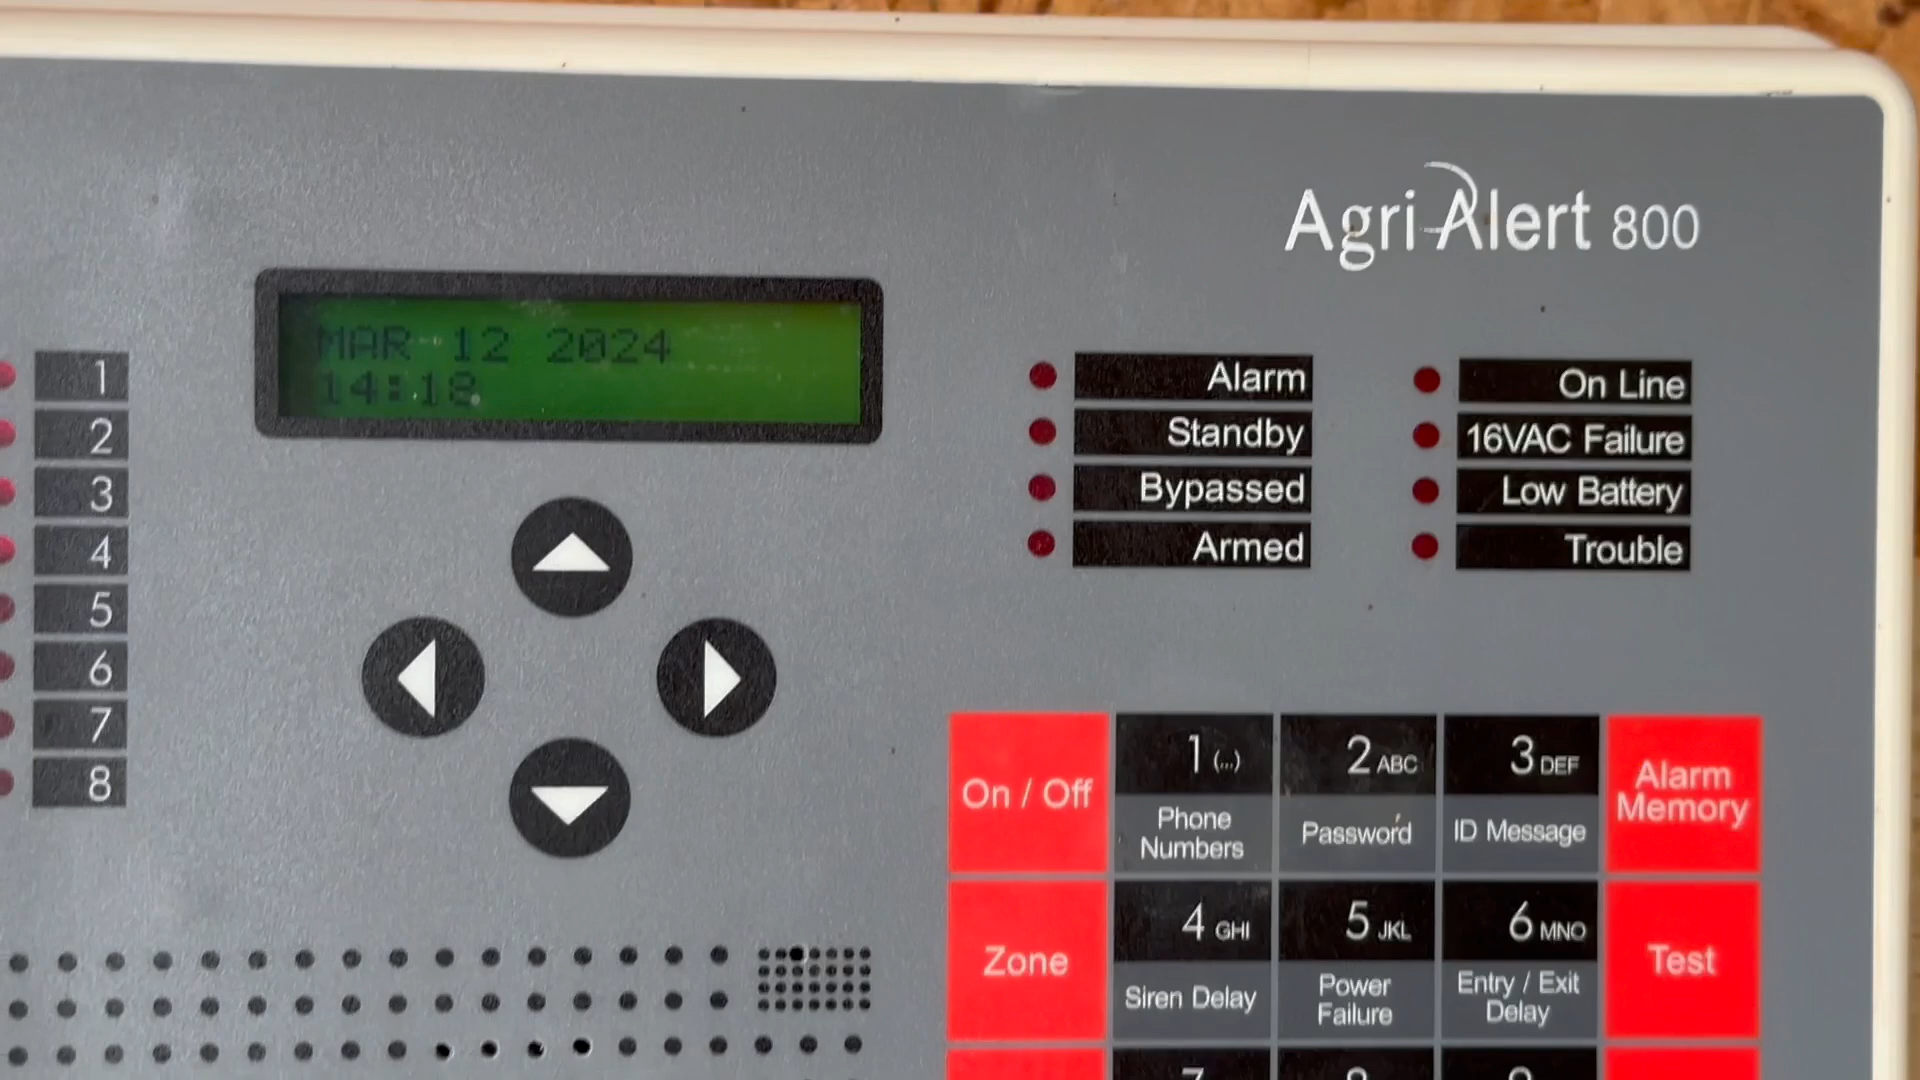 Agri-Alert 800
MAR 12 2024
14:18
1
2
3
4
5
6
7
8
Alarm
Standby
Bypassed
Armed
On Line
16VAC Failure
Low Battery
Trouble
On / Off
1 (...)
Phone
Numbers
2 ABC
Password
3 DEF
ID Message
Alarm
Memory
Zone
4 GHI
Siren Delay
5 JKL
Power
Failure
6 MNO
Entry / Exit
Delay
Test